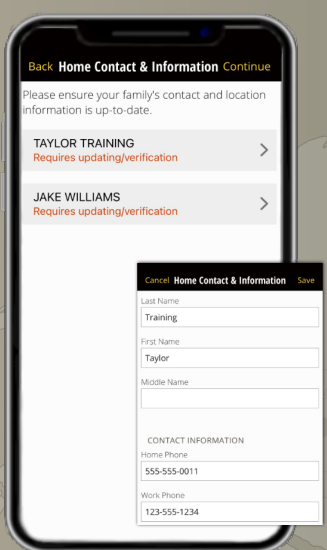 Back Home Contact & Information Continue
Please ensure your family's contact and location
information is up-to-date.
TAYLOR TRAINING
Requires updating/verification
JAKE WILLIAMS
Requires updating/verification
Cancel Home Contact & Information Save
Last Name
Training
First Name
Taylor
Middle Name
CONTACT INFORMATION
Home Phone
555-555-0011
Work Phone
123-555-1234